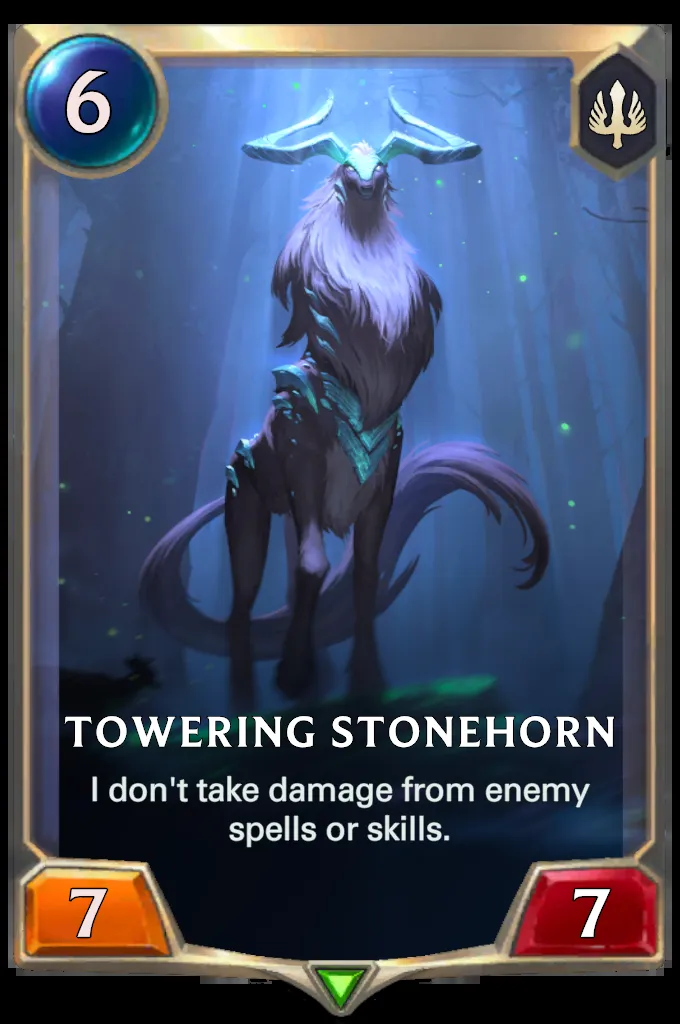 6
TOWERING STONEHORN
I don't take damage from enemy
spells or skills.
7 7